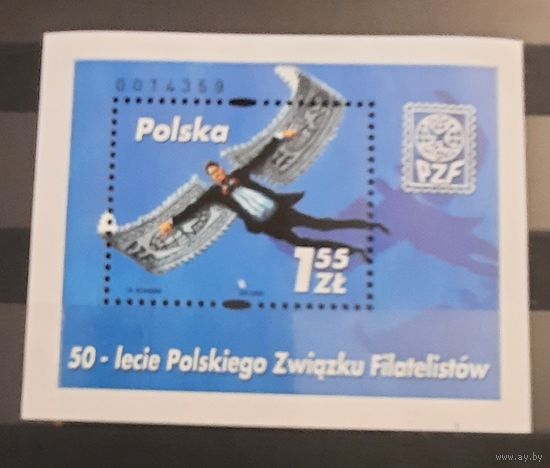 0014359
Polska
PZF
1 55
ZŁ
50 - lecie Polskiego Związku Filatelistów
www.ay.by